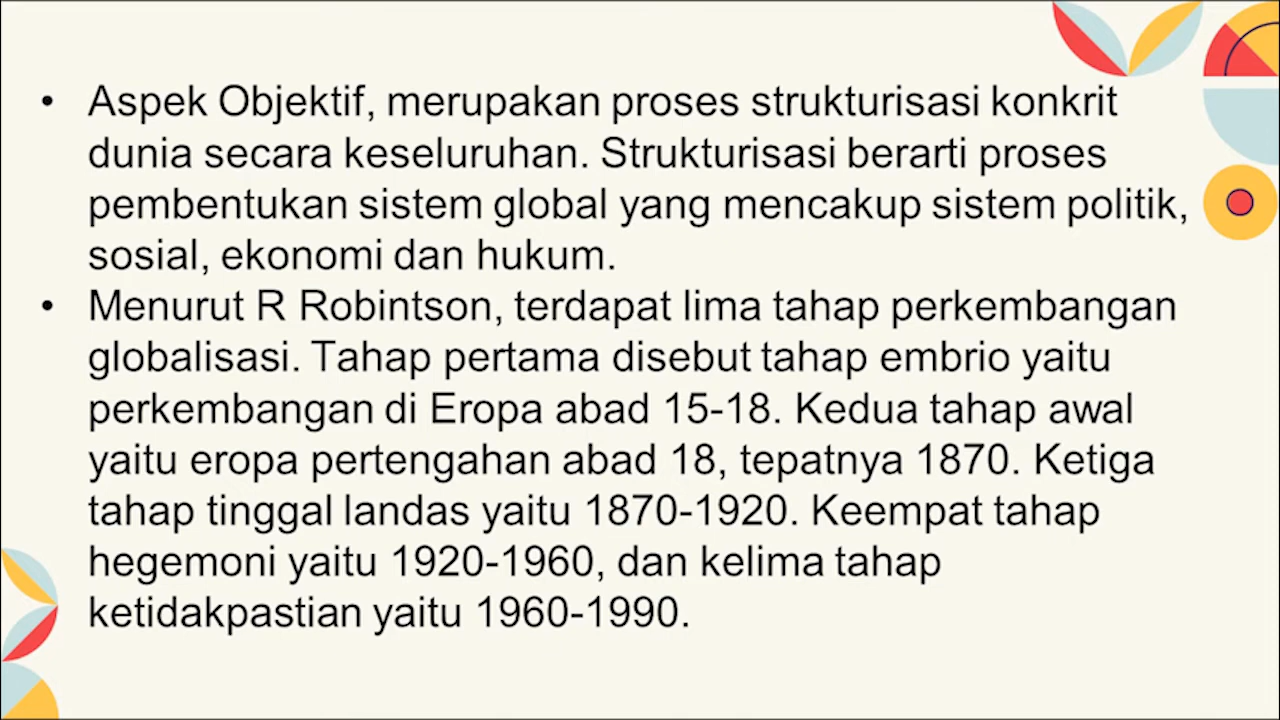 • Aspek Objektif, merupakan proses strukturisasi konkrit
dunia secara keseluruhan. Strukturisasi berarti proses
pembentukan sistem global yang mencakup sistem politik,
sosial, ekonomi dan hukum.
• Menurut R Robintson, terdapat lima tahap perkembangan
globalisasi. Tahap pertama disebut tahap embrio yaitu
perkembangan di Eropa abad 15-18. Kedua tahap awal
yaitu eropa pertengahan abad 18, tepatnya 1870. Ketiga
tahap tinggal landas yaitu 1870-1920. Keempat tahap
hegemoni yaitu 1920-1960, dan kelima tahap
ketidakpastian yaitu 1960-1990.